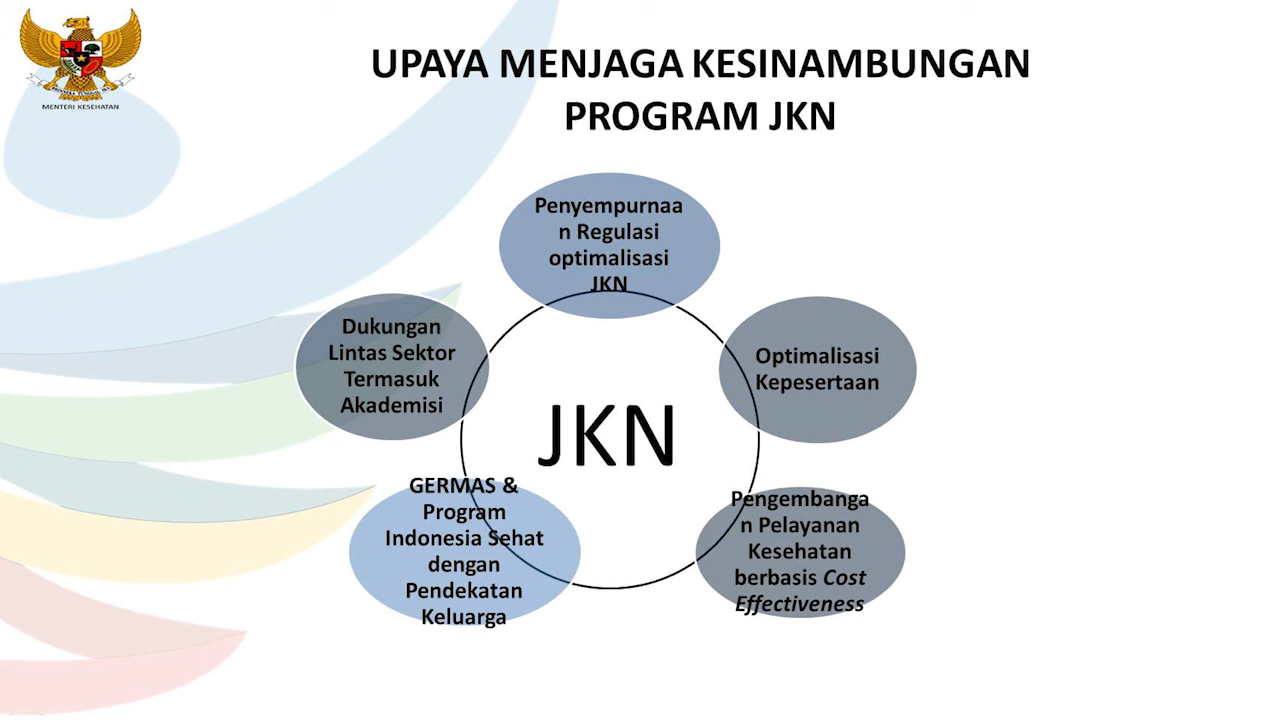 MENTERI KESEHATAN
UPAYA MENJAGA KESINAMBUNGAN
PROGRAM JKN
Penyempurnaa
n Regulasi
optimalisasi
JKN
Optimalisasi
Kepesertaan
Pengembanga
n Pelayanan
Kesehatan
berbasis Cost
Effectiveness
GERMAS &
Program
Indonesia Sehat
dengan
Pendekatan
Keluarga
Dukungan
Lintas Sektor
Termasuk
Akademisi
JKN